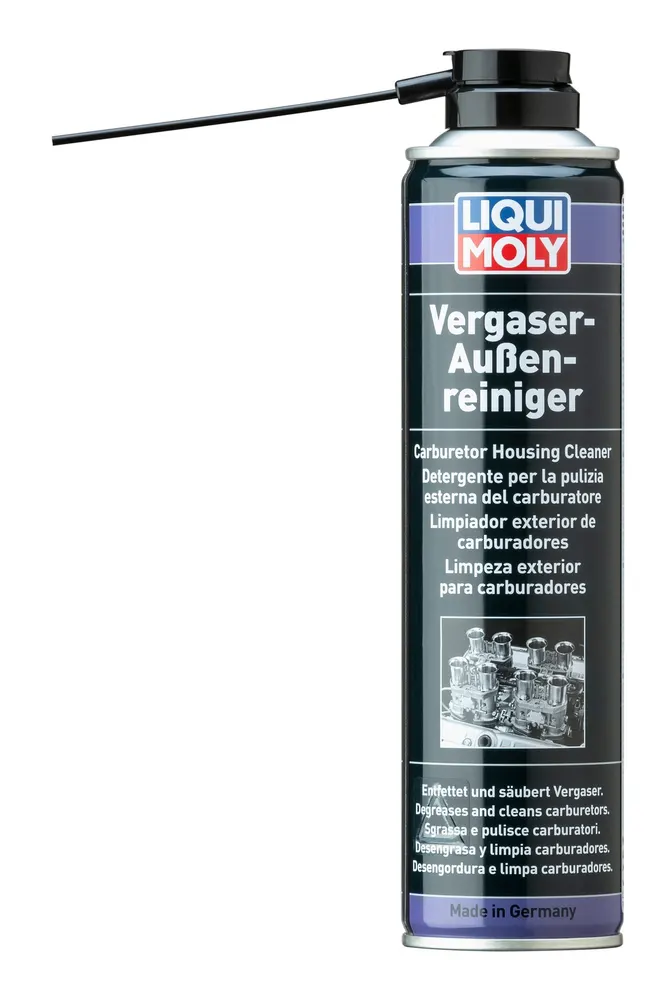 LIQUI
MOLY
Vergaser-
Außen-
reiniger
Carburetor Housing Cleaner
Detergente per la pulizia
esterna del carburatore
Limpiador exterior de
carburadores
Limpeza exterior
para carburadores
Entfettet und säubert Vergaser.
Degreases and cleans carburetors.
Sgrassa e pulisce carburatori.
Desengrasa y limpia carburadores.
Desengordura e limpa carburadores.
Made in Germany